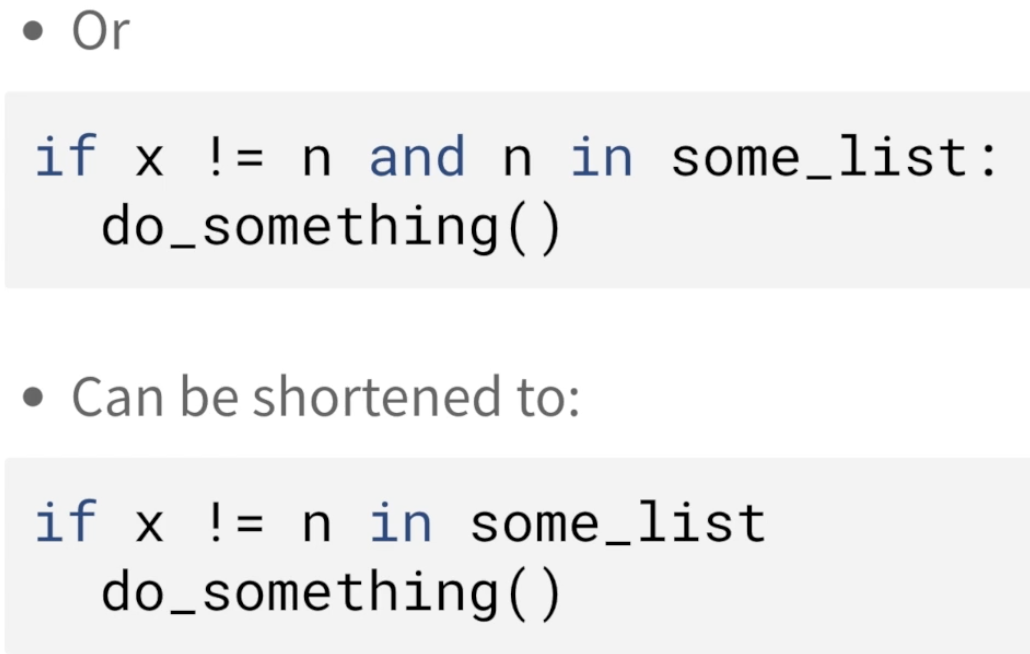 • Or
if x != n and n in some_list:
  do_something()
• Can be shortened to:
if x != n in some_list
  do_something()